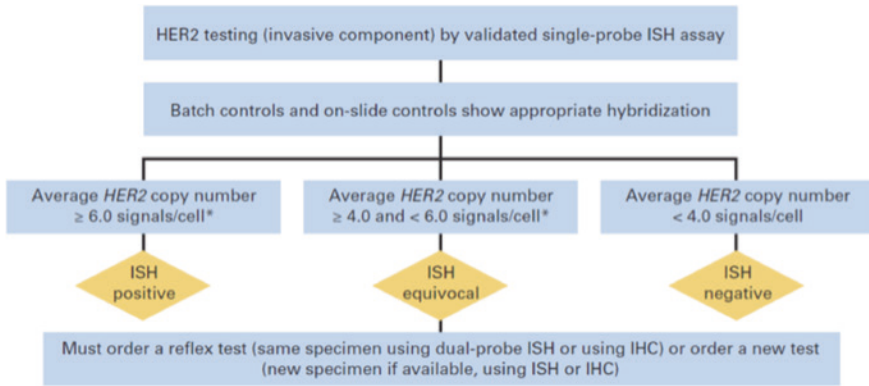 HER2 testing (invasive component) by validated single-probe ISH assay
Batch controls and on-slide controls show appropriate hybridization
Average HER2 copy number
≥ 6.0 signals/cell*
Average HER2 copy number
≥ 4.0 and < 6.0 signals/cell*
Average HER2 copy number
< 4.0 signals/cell
ISH
positive
ISH
equivocal
ISH
negative
Must order a reflex test (same specimen using dual-probe ISH or using IHC) or order a new test
(new specimen if available, using ISH or IHC)